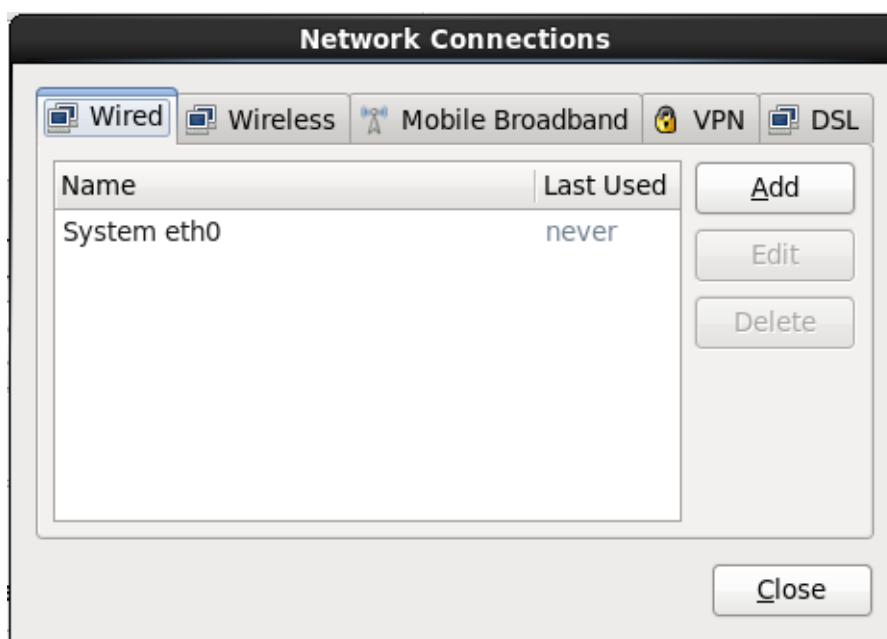 Network Connections
Wired Wireless Mobile Broadband VPN DSL
Name Last Used
System eth0 never
Add
Edit
Delete
Close